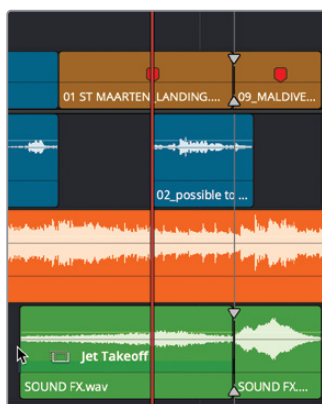 01 ST MAARTEN_LANDING....
09_MALDIVE...
02_possible to ...
Jet Takeoff
SOUND FX.wav
SOUND FX....